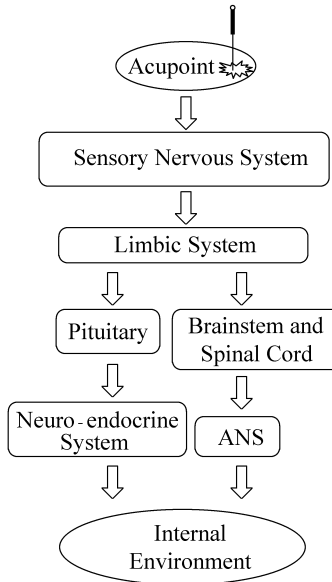 Acupoint
Sensory Nervous System
Limbic System
Pituitary
Brainstem and
Spinal Cord
Neuro-endocrine
System
ANS
Internal
Environment